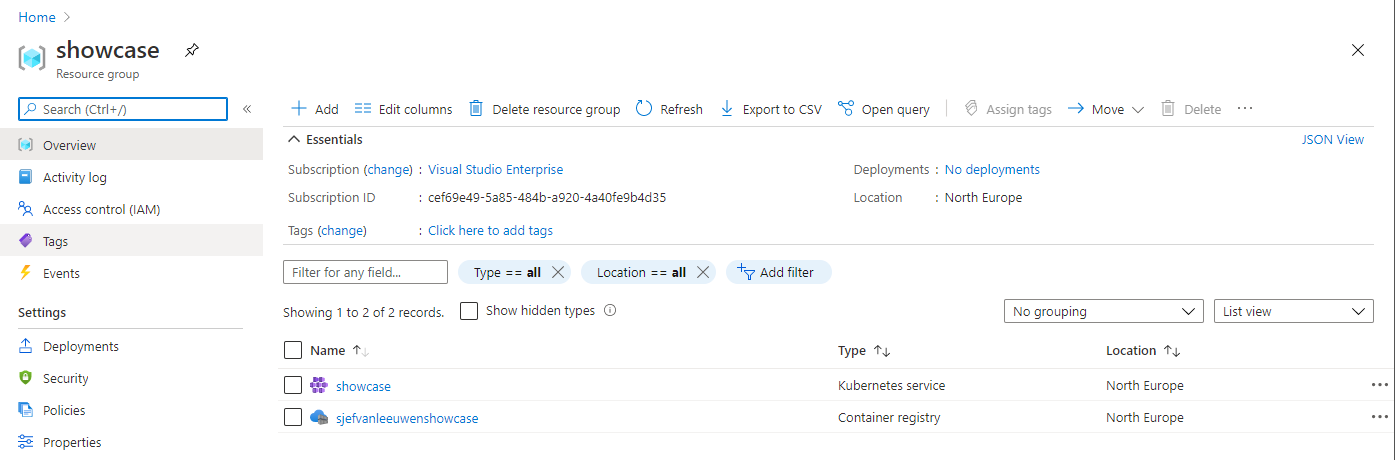 Home
showcase
Resource group
Search (Ctrl+/)
Add Edit columns Delete resource group Refresh Export to CSV Open query Assign tags Move Delete
Essentials JSON View
Overview
Activity log
Access control (IAM)
Tags
Events
Settings
Deployments
Security
Policies
Properties
Subscription (change) : Visual Studio Enterprise Deployments : No deployments
Subscription ID : cef69e49-5a85-484b-a920-4a40fe9b4d35 Location : North Europe
Tags (change) : Click here to add tags
Filter for any field... Type == all Location == all Add filter
Showing 1 to 2 of 2 records. Show hidden types No grouping List view
Name Type Location
showcase Kubernetes service North Europe
sjefvanleeuwenshowcase Container registry North Europe